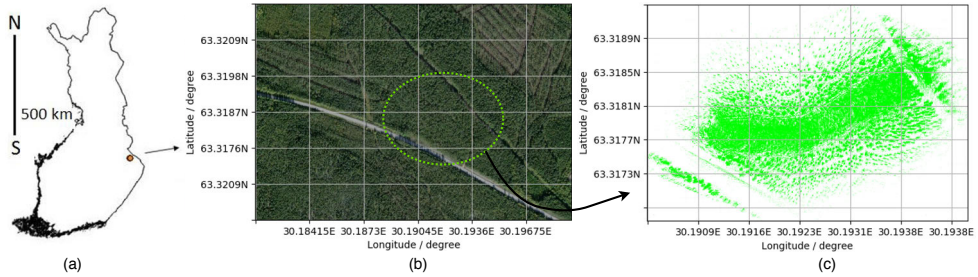 N
500 km
S
(a)
63.3209N
63.3198N
63.3187N
63.3176N
63.3209N
Latitude / degree
30.18415E
30.18731E
30.19045E
30.1936E
30.19675E
Longitude / degree
(b)
63.3189N
63.3185N
63.3181N
63.3177N
63.3173N
Latitude / degree
30.1909E
30.1916E
30.1923E
30.1931E
30.1938E
30.1938E
Longitude / degree
(c)